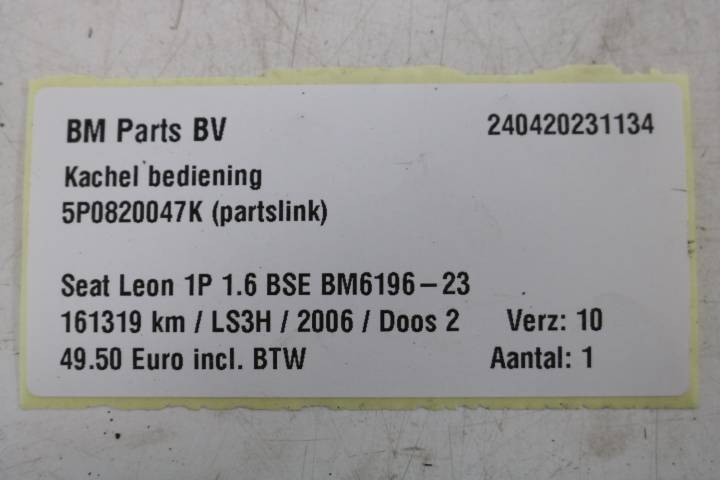 BM Parts BV 240420231134
Kachel bediening
5P0820047K (partslink)
Seat Leon 1P 1.6 BSE BM6196-23
161319 km / LS3H / 2006 / Doos 2 Verz: 10
49.50 Euro incl. BTW Aantal: 1